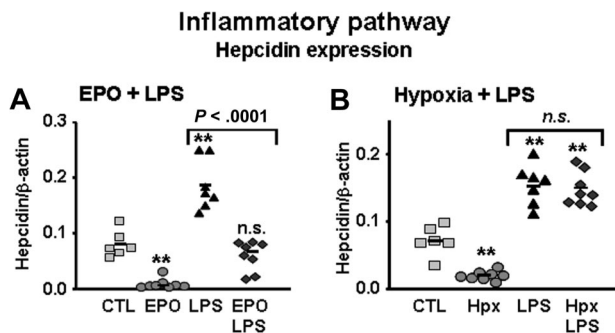 Inflammatory pathway
Hepcidin expression
A EPO + LPS
P < .0001
Hepcidin/β-actin
0.3
0.2
0.1
0.0
**
**
n.s.
CTL EPO LPS EPO LPS
B Hypoxia + LPS
n.s.
Hepcidin/β-actin
0.2
0.1
0.0
**
**
**
CTL Hpx LPS Hpx LPS